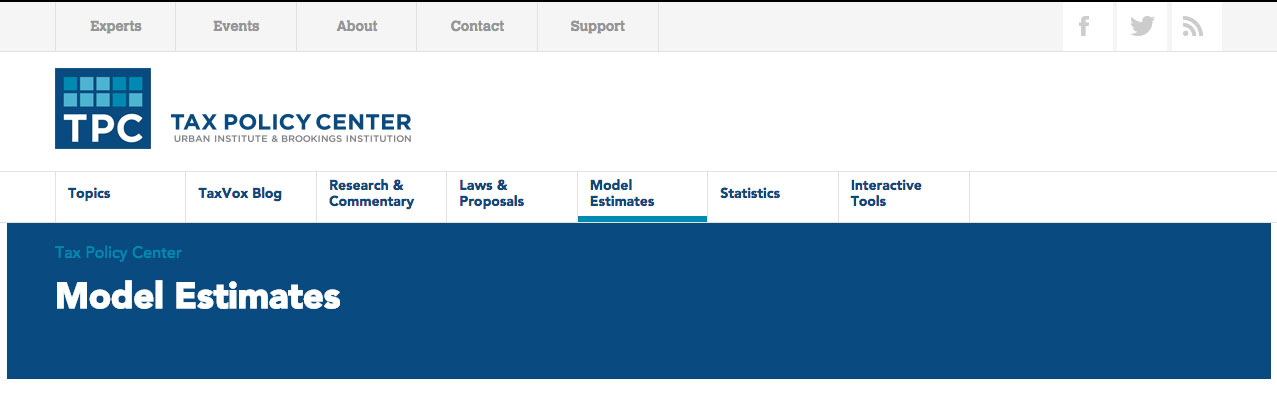 Experts
Events
About
Contact
Support
TPC
TAX POLICY CENTER
URBAN INSTITUTE & BROOKINGS INSTITUTION
Topics
TaxVox Blog
Research &
Commentary
Laws &
Proposals
Model
Estimates
Statistics
Interactive
Tools
Tax Policy Center
Model Estimates